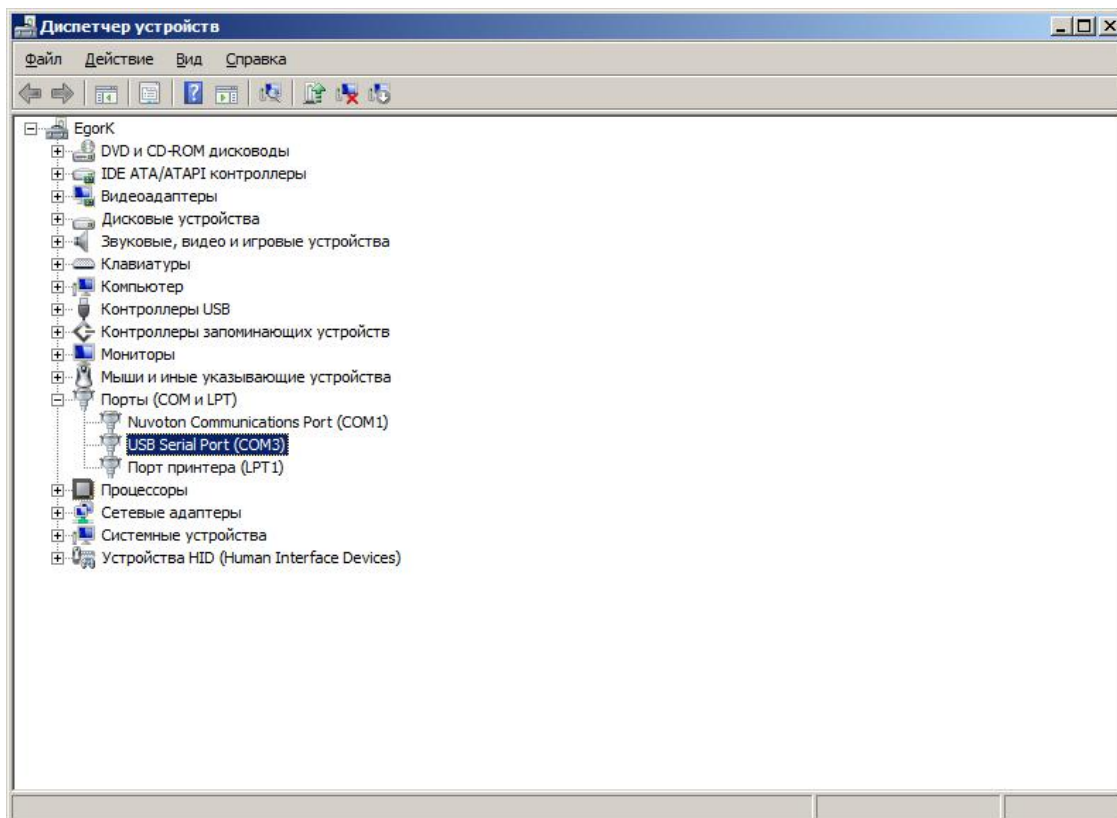 Диспетчер устройств
Файл Действие Вид Справка
EgorK
DVD и CD-ROM дисководы
IDE ATA/ATAPI контроллеры
Видеоадаптеры
Дисковые устройства
Звуковые, видео и игровые устройства
Клавиатуры
Компьютер
Контроллеры USB
Контроллеры запоминающих устройств
Мониторы
Мыши и иные указывающие устройства
Порты (COM и LPT)
Nuvoton Communications Port (COM1)
USB Serial Port (COM3)
Порт принтера (LPT1)
Процессоры
Сетевые адаптеры
Системные устройства
Устройства HID (Human Interface Devices)